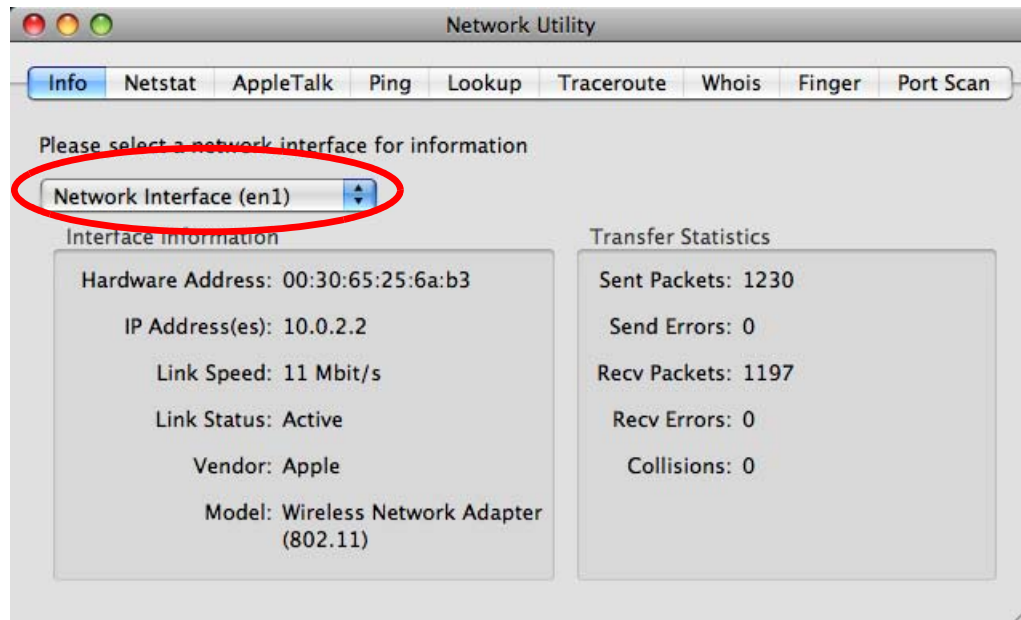 Network Utility
Info Netstat AppleTalk Ping Lookup Traceroute Whois Finger Port Scan
Please select a network interface for information
Network Interface (en1)
Interface Information
Hardware Address: 00:30:65:25:6a:b3
IP Address(es): 10.0.2.2
Link Speed: 11 Mbit/s
Link Status: Active
Vendor: Apple
Model: Wireless Network Adapter
(802.11)
Transfer Statistics
Sent Packets: 1230
Send Errors: 0
Recv Packets: 1197
Recv Errors: 0
Collisions: 0